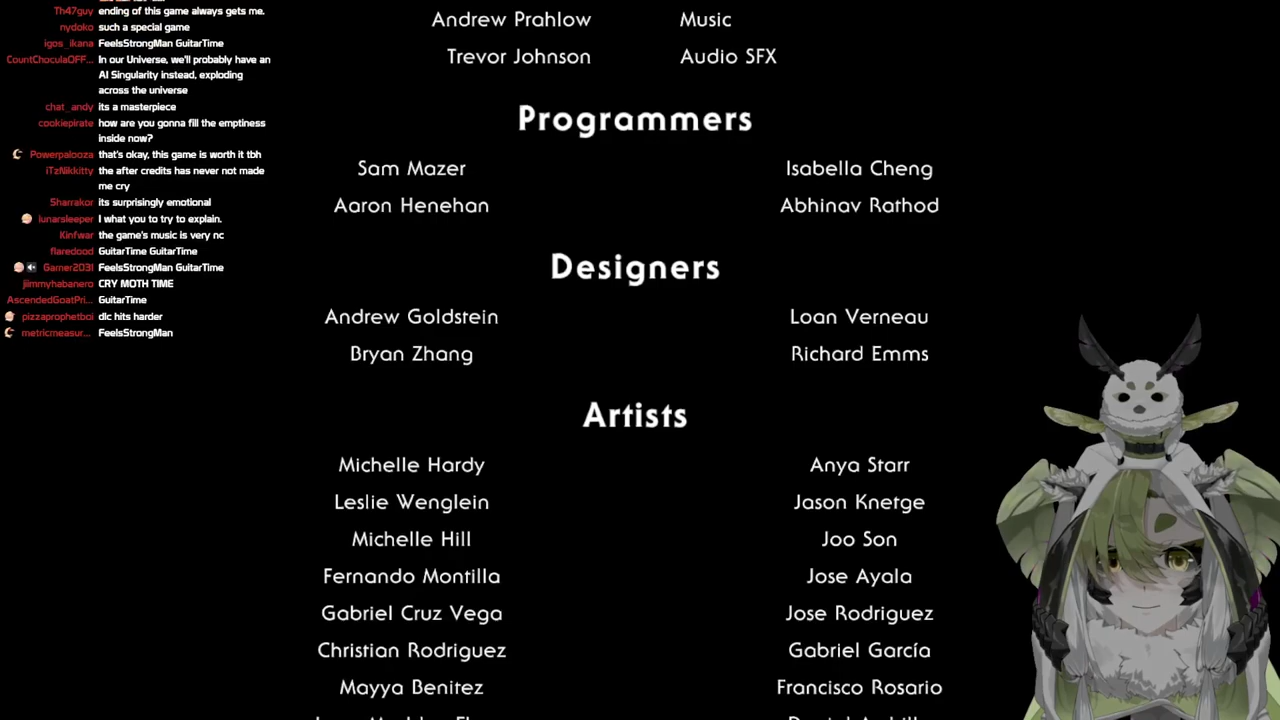 Th47guy ending of this game always gets me.
nydoko such a special game
igos_ikana FeelsStrongMan GuitarTime
CountChoculaOFF... In our Universe, we'll probably have an
AI Singularity instead, exploding
across the universe
chat_andy its a masterpiece
cookiepirate how are you gonna fill the emptiness
inside now?
Powerpalooza that's okay, this game is worth it tbh
iTzNikkitty the after credits has never not made
me cry
Sharrakor its surprisingly emotional
lunarsleeper I what you to try to explain.
Kinfwar the game's music is very nc
flaredood GuitarTime GuitarTime
Gamer2031 FeelsStrongMan GuitarTime
jiimmyhabanero CRY MOTH TIME
AscendedGoatPri... GuitarTime
pizzaprophetboi dlc hits harder
metricmeasur... FeelsStrongMan
Andrew Prahlow Music
Trevor Johnson Audio SFX
Programmers
Sam Mazer Isabella Cheng
Aaron Henehan Abhinav Rathod
Designers
Andrew Goldstein Loan Verneau
Bryan Zhang Richard Emms
Artists
Michelle Hardy Anya Starr
Leslie Wenglein Jason Knetge
Michelle Hill Joo Son
Fernando Montilla Jose Ayala
Gabriel Cruz Vega Jose Rodriguez
Christian Rodriguez Gabriel García
Mayya Benitez Francisco Rosario